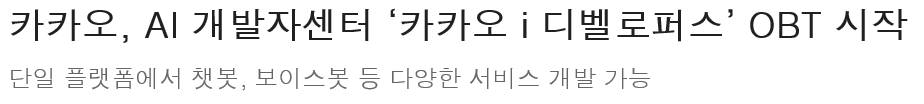 카카오, AI 개발자센터 ‘카카오 i 디벨로퍼스’ OBT 시작
단일 플랫폼에서 챗봇, 보이스봇 등 다양한 서비스 개발 가능